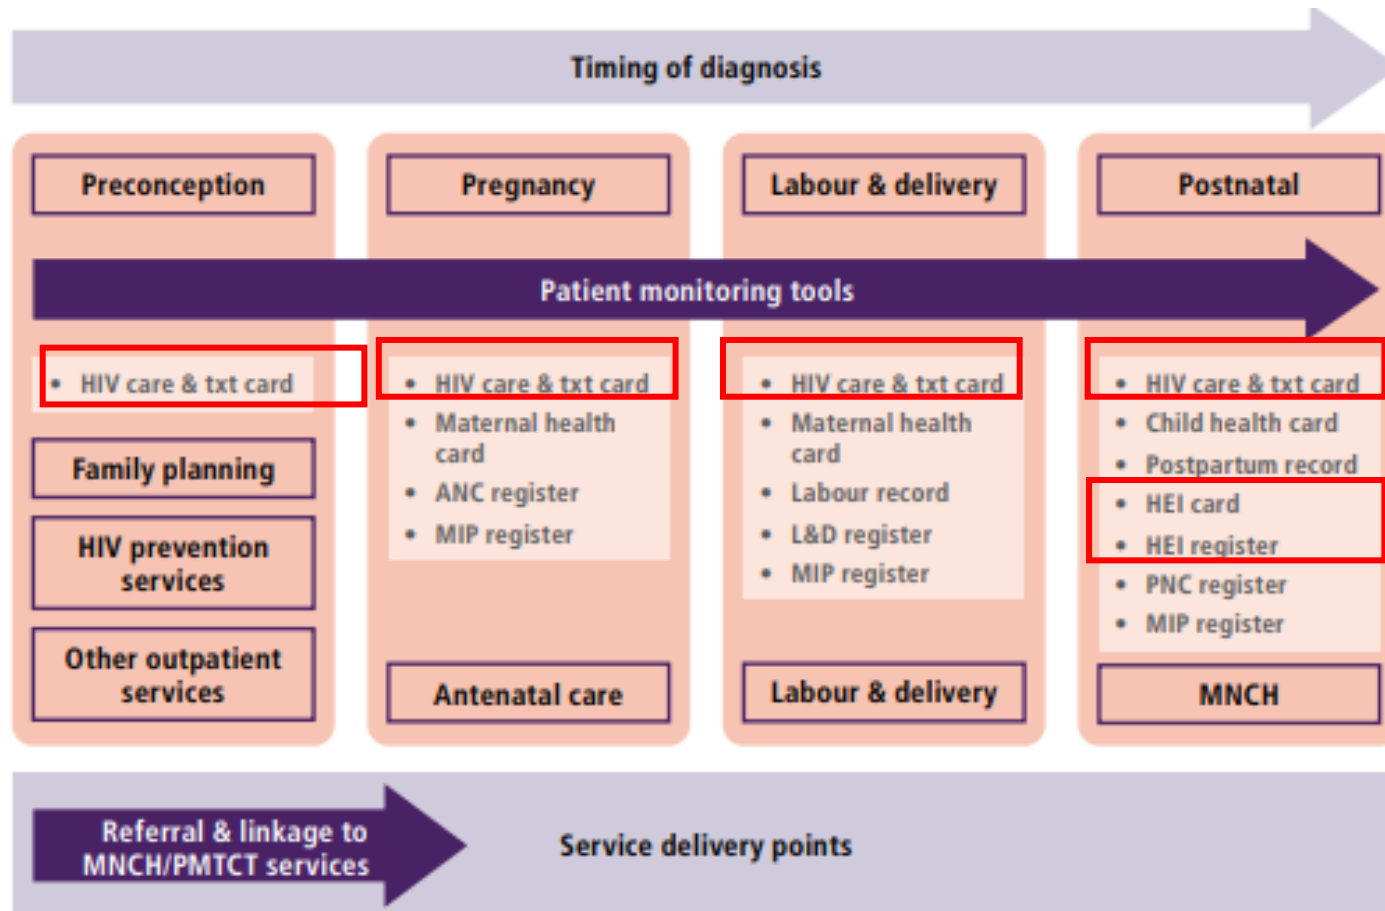 Timing of diagnosis
Preconception
Pregnancy
Labour & delivery
Postnatal
Patient monitoring tools
• HIV care & txt card
Family planning
HIV prevention
services
Other outpatient
services
• HIV care & txt card
• Maternal health
card
• ANC register
• MIP register
Antenatal care
• HIV care & txt card
• Maternal health
card
• Labour record
• L&D register
• MIP register
Labour & delivery
• HIV care & txt card
• Child health card
• Postpartum record
• HEI card
• HEI register
• PNC register
• MIP register
MNCH
Referral & linkage to
MNCH/PMTCT services
Service delivery points